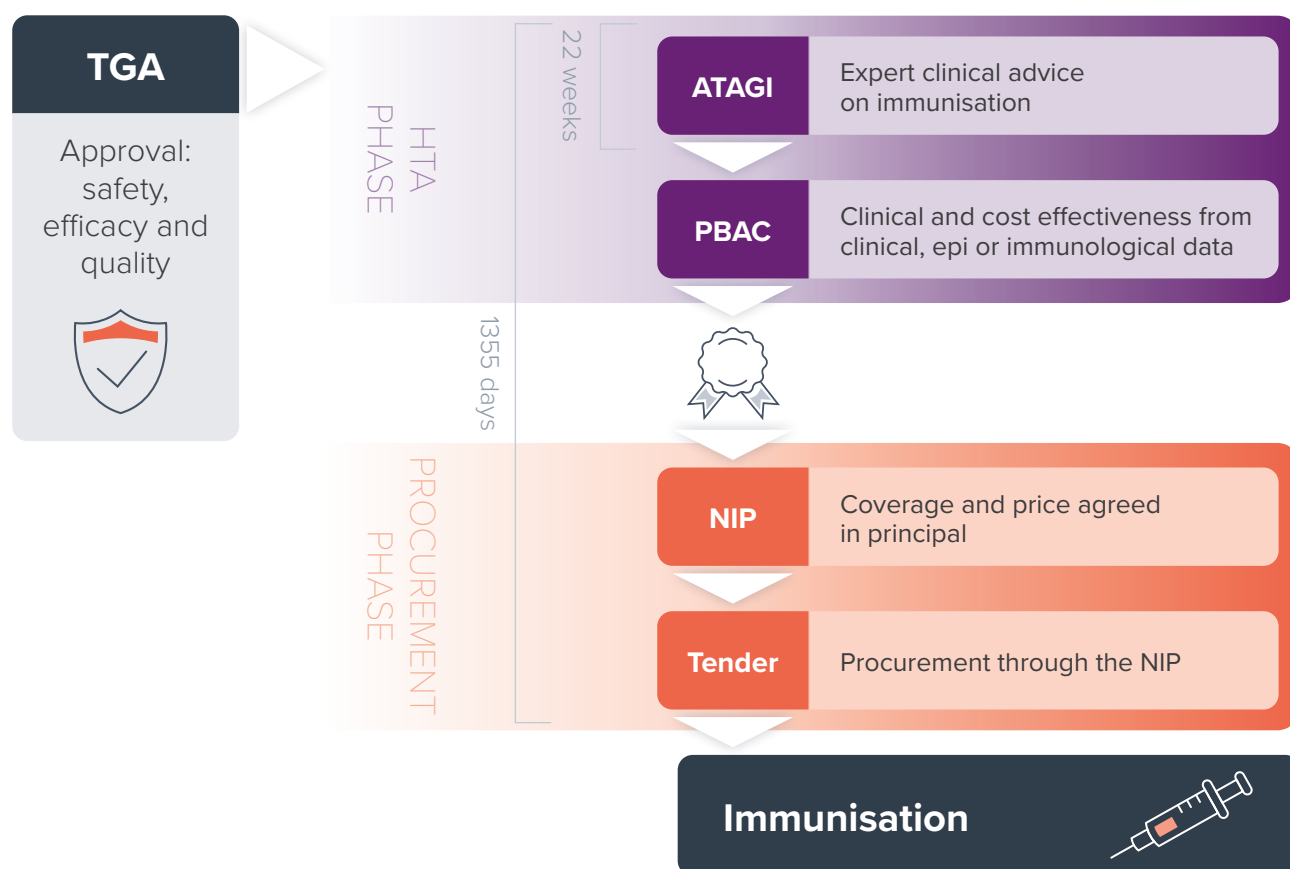 TGA
Approval:
safety,
efficacy and
quality
HTA
PHASE
22 weeks
1355 days
ATAGI
Expert clinical advice
on immunisation
PBAC
Clinical and cost effectiveness from
clinical, epi or immunological data
PROCUREMENT
PHASE
NIP
Coverage and price agreed
in principal
Tender
Procurement through the NIP
Immunisation